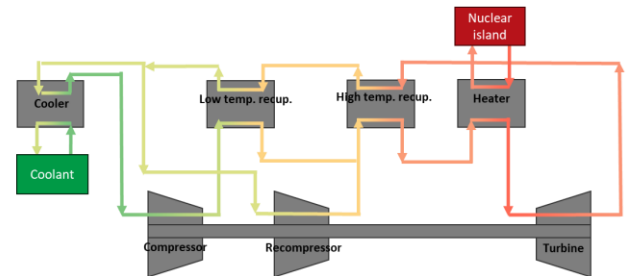 Nuclear
island
Cooler
Low temp. recup.
High temp. recup.
Heater
Coolant
Compressor
Recompressor
Turbine